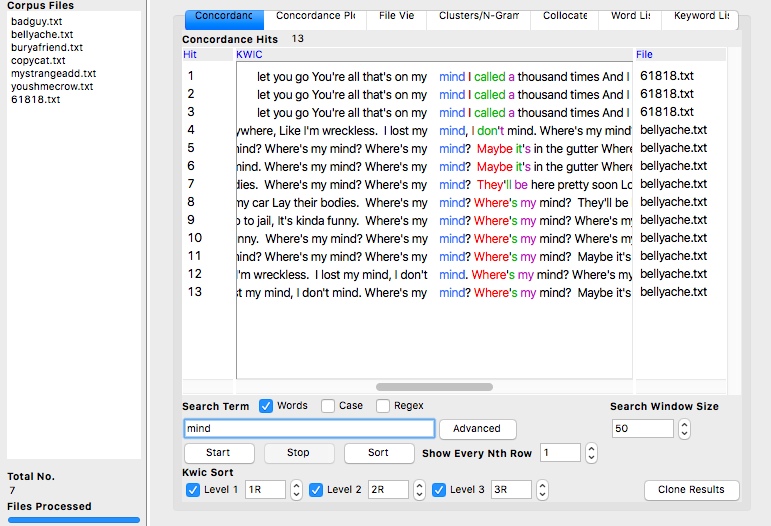 Corpus Files
badguy.txt
bellyache.txt
buryafriend.txt
copycat.txt
mystrangeadd.txt
youshmecrow.txt
61818.txt
Total No.
7
Files Processed
Concordanc Concordance Plo File Vie Clusters/N-Gram Collocate Word Lis Keyword Lis
Concordance Hits 13
Hit KWIC File
1 let you go You're all that's on my mind I called a thousand times And I 61818.txt
2 let you go You're all that's on my mind I called a thousand times And I 61818.txt
3 let you go You're all that's on my mind I called a thousand times And I 61818.txt
4 ywhere, Like I'm wreckless. I lost my mind, I don't mind. Where's my mind bellyache.txt
5 mind? Where's my mind? Where's my mind? Maybe it's in the gutter Where bellyache.txt
6 mind. Where's my mind? Where's my mind? Maybe it's in the gutter Where bellyache.txt
7 dies. Where's my mind? Where's my mind? They'll be here pretty soon Lo bellyache.txt
8 my car Lay their bodies. Where's my mind? Where's my mind? They'll be bellyache.txt
9 o to jail, It's kinda funny. Where's my mind? Where's my mind? Where's my bellyache.txt
10 nny. Where's my mind? Where's my mind? Where's my mind? Where's my bellyache.txt
11 mind? Where's my mind? Where's my mind? Where's my mind? Maybe it's bellyache.txt
12 'm wreckless. I lost my mind, I don't mind. Where's my mind? Where's my bellyache.txt
13 st my mind, I don't mind. Where's my mind? Where's my mind? Maybe it's bellyache.txt
Search Term Words Case Regex Search Window Size
mind Advanced 50
Start Stop Sort Show Every Nth Row 1
Kwic Sort
Level 1 1R Level 2 2R Level 3 3R Clone Results